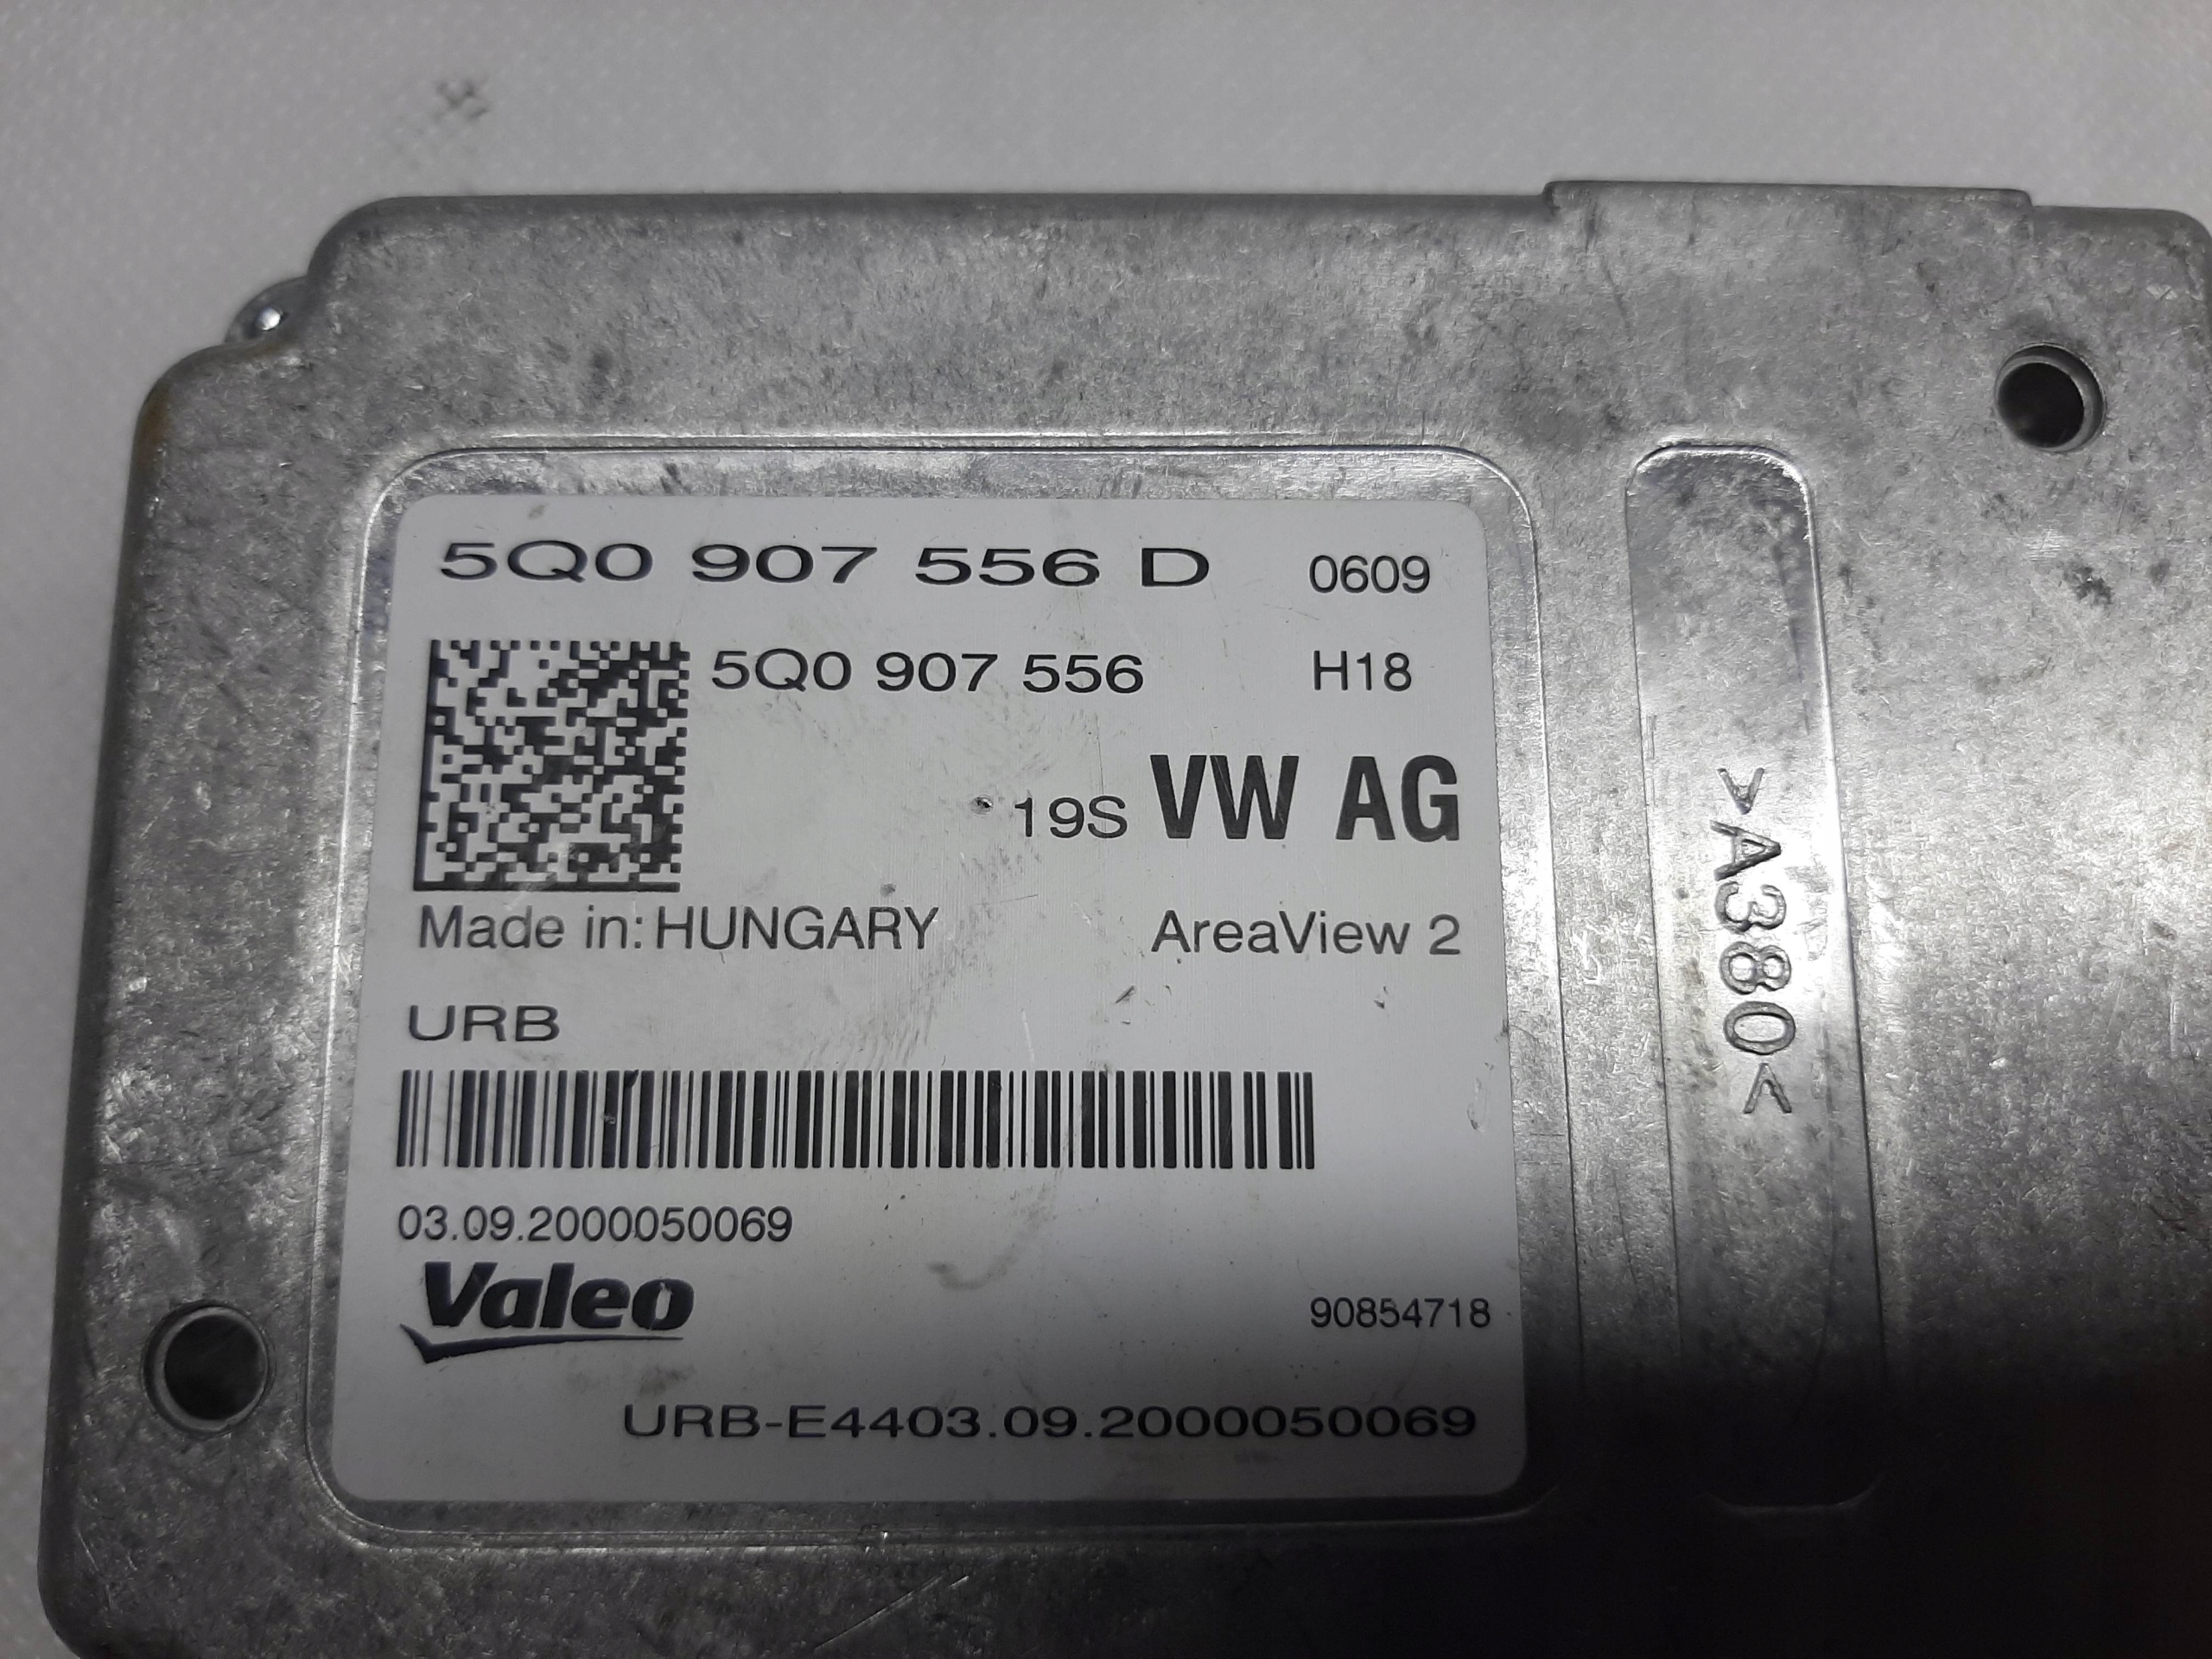 5Q0 907 556 D 0609
5Q0 907 556 H18
19S VW AG
Made in: HUNGARY AreaView 2
URB
03.09.2000050069
Valeo 90854718
URB-E4403.09.2000050069
>A380<